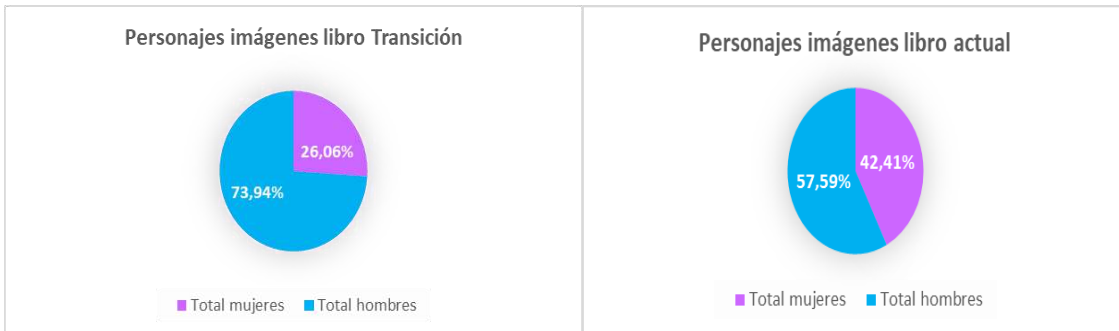 Personajes imágenes libro Transición
26,06%
73,94%
Total mujeres Total hombres
Personajes imágenes libro actual
42,41%
57,59%
Total mujeres Total hombres